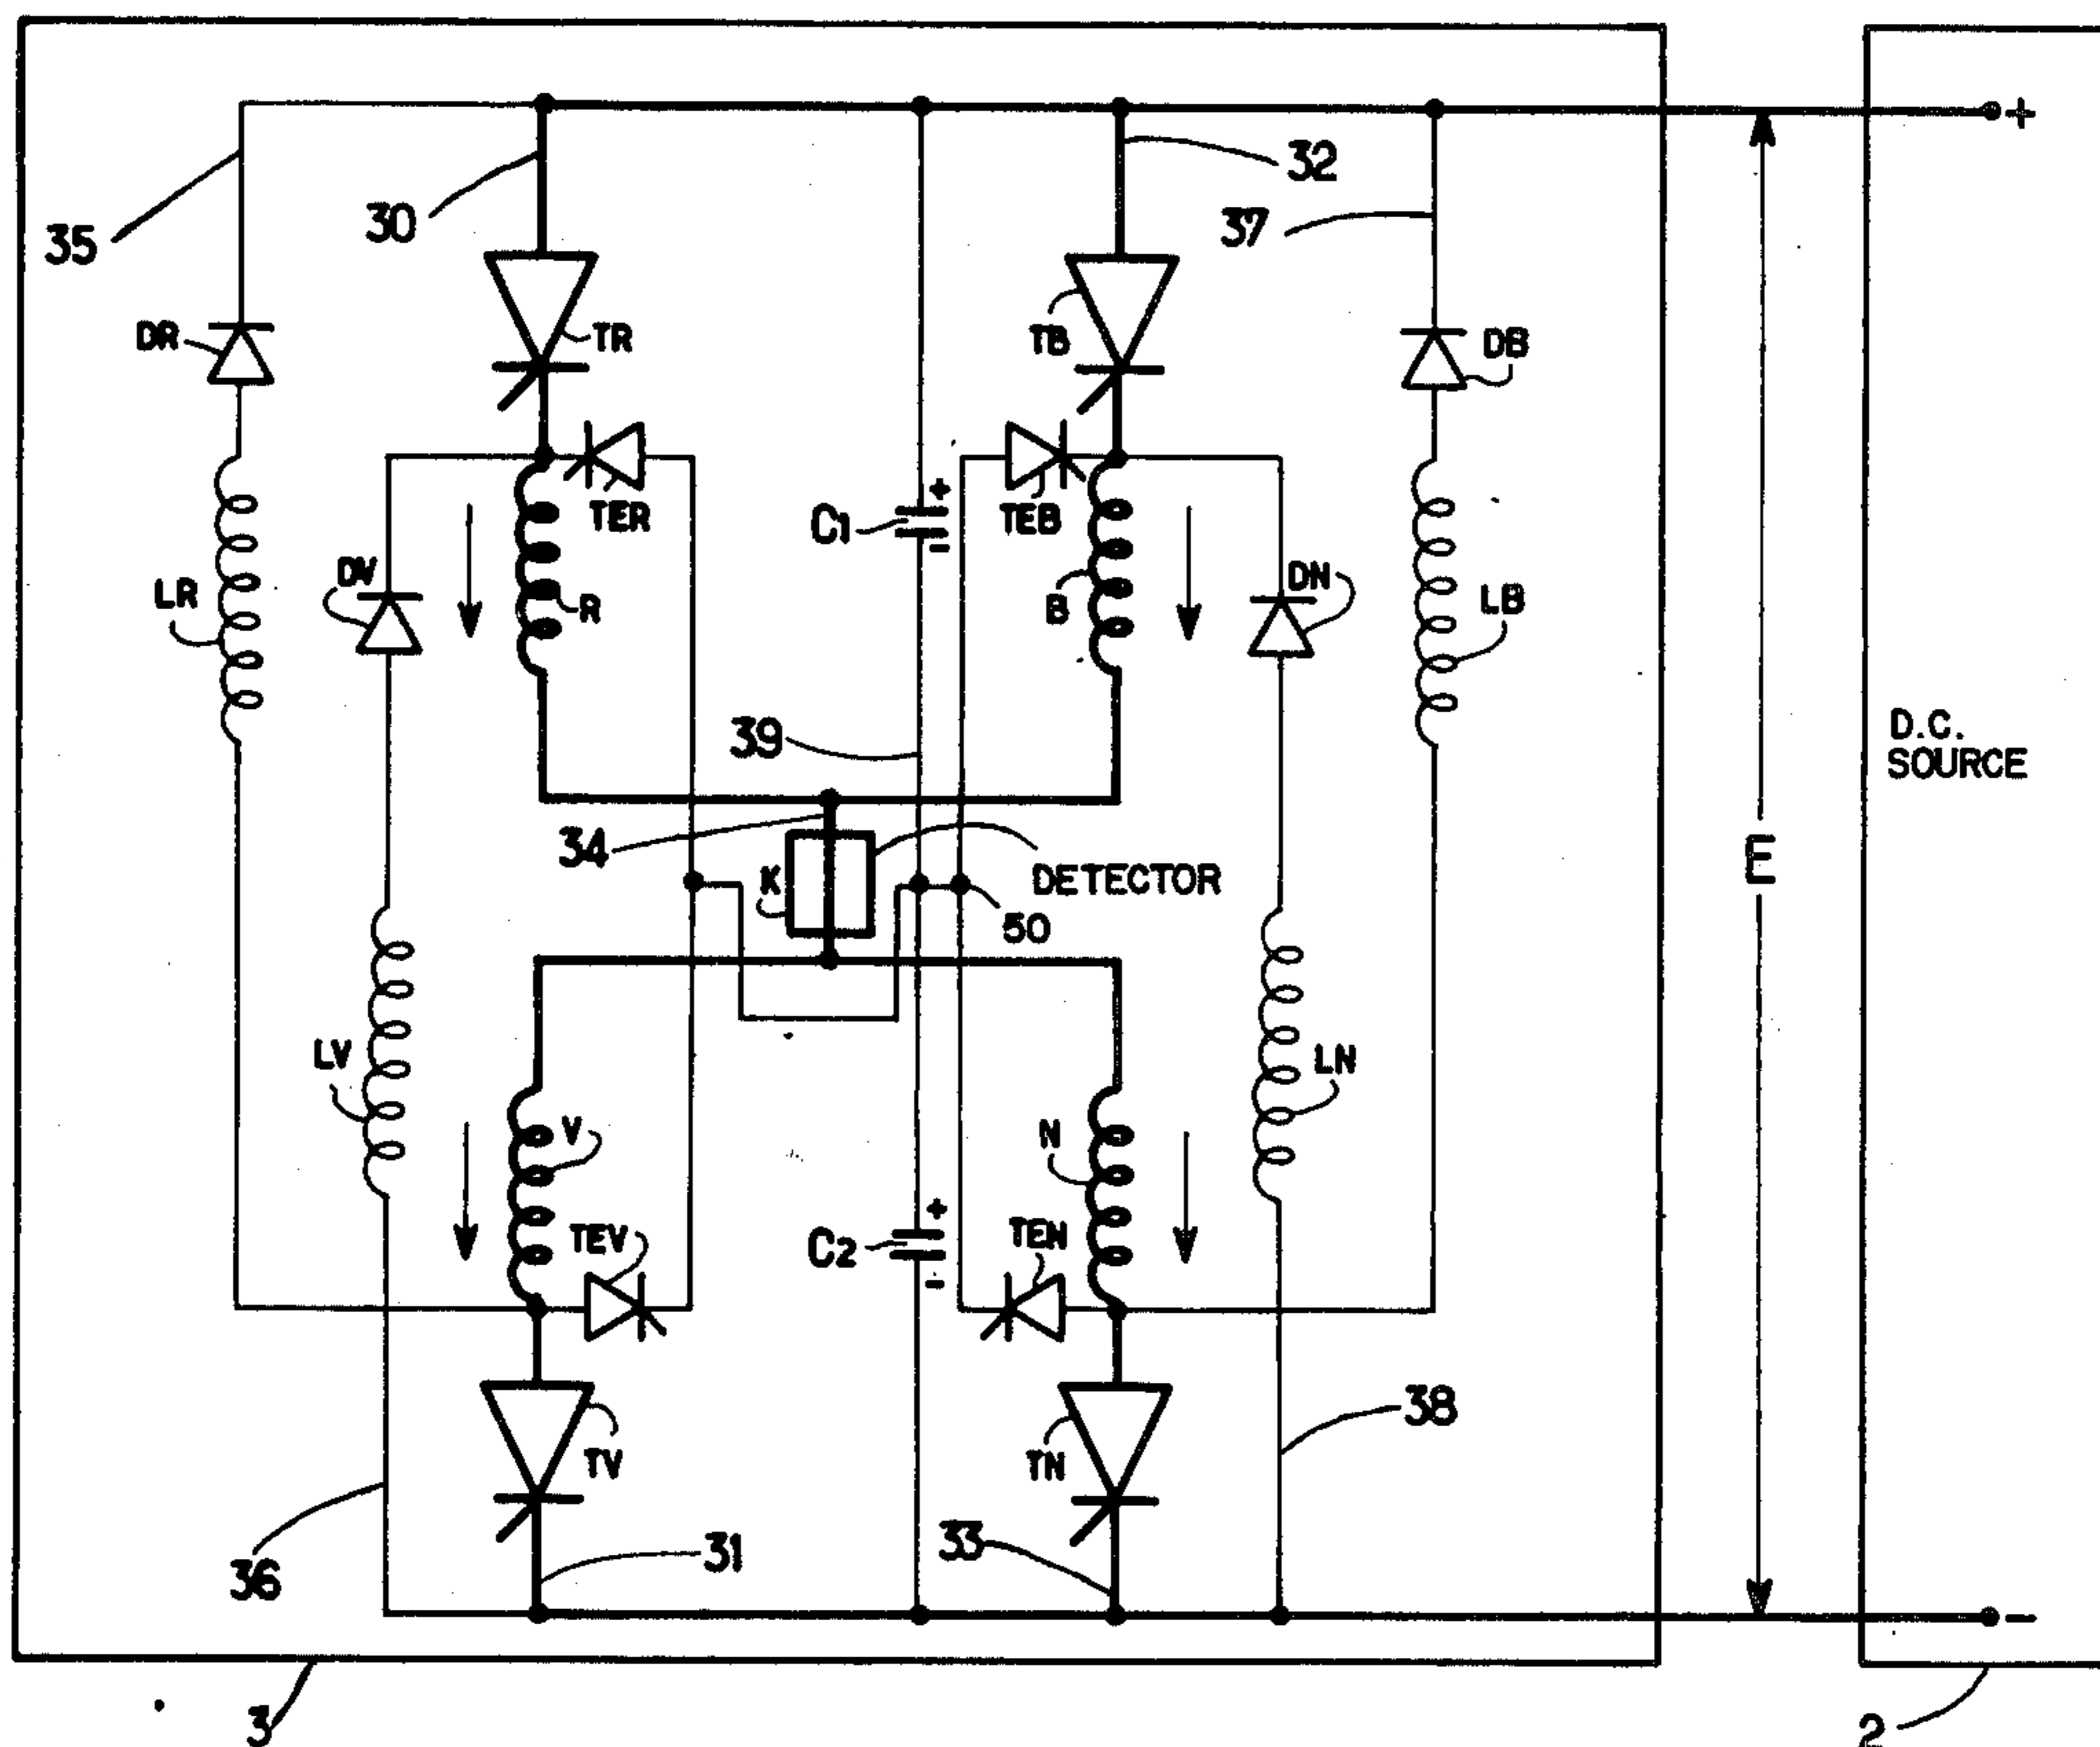 +
32
30
37
35
DR
TR
TB
DB
+
TER
C1
TEB
-
DV
DN
LR
R
B
LB
39
D.C.
SOURCE
34
E
K
DETECTOR
50
LV
LN
V
N
+
TEV
C2
TEN
-
38
TV
TN
31
33
36
-
3
2